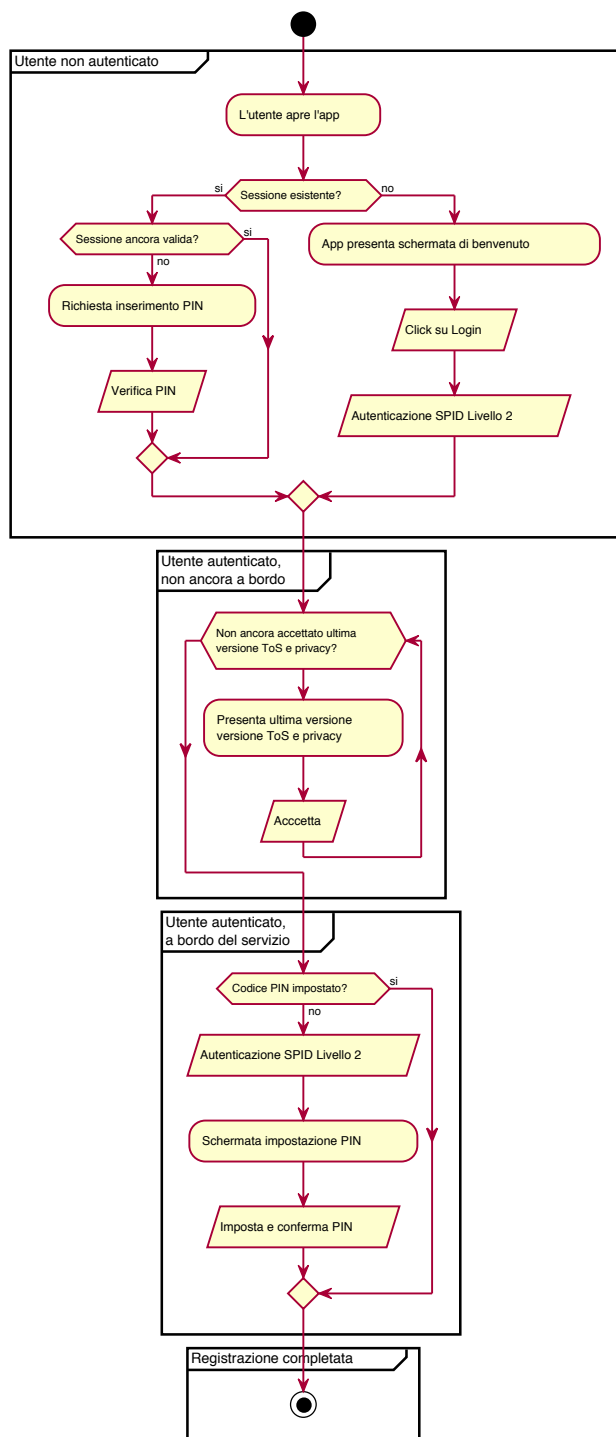 Utente non autenticato
L'utente apre l'app
si
Sessione esistente?
no
Sessione ancora valida?
si
no
App presenta schermata di benvenuto
Richiesta inserimento PIN
Click su Login
Verifica PIN
Autenticazione SPID Livello 2
Utente autenticato,
non ancora a bordo
Non ancora accettato ultima
versione ToS e privacy?
Presenta ultima versione
versione ToS e privacy
Acccetta
Utente autenticato,
a bordo del servizio
Codice PIN impostato?
si
no
Autenticazione SPID Livello 2
Schermata impostazione PIN
Imposta e conferma PIN
Registrazione completata